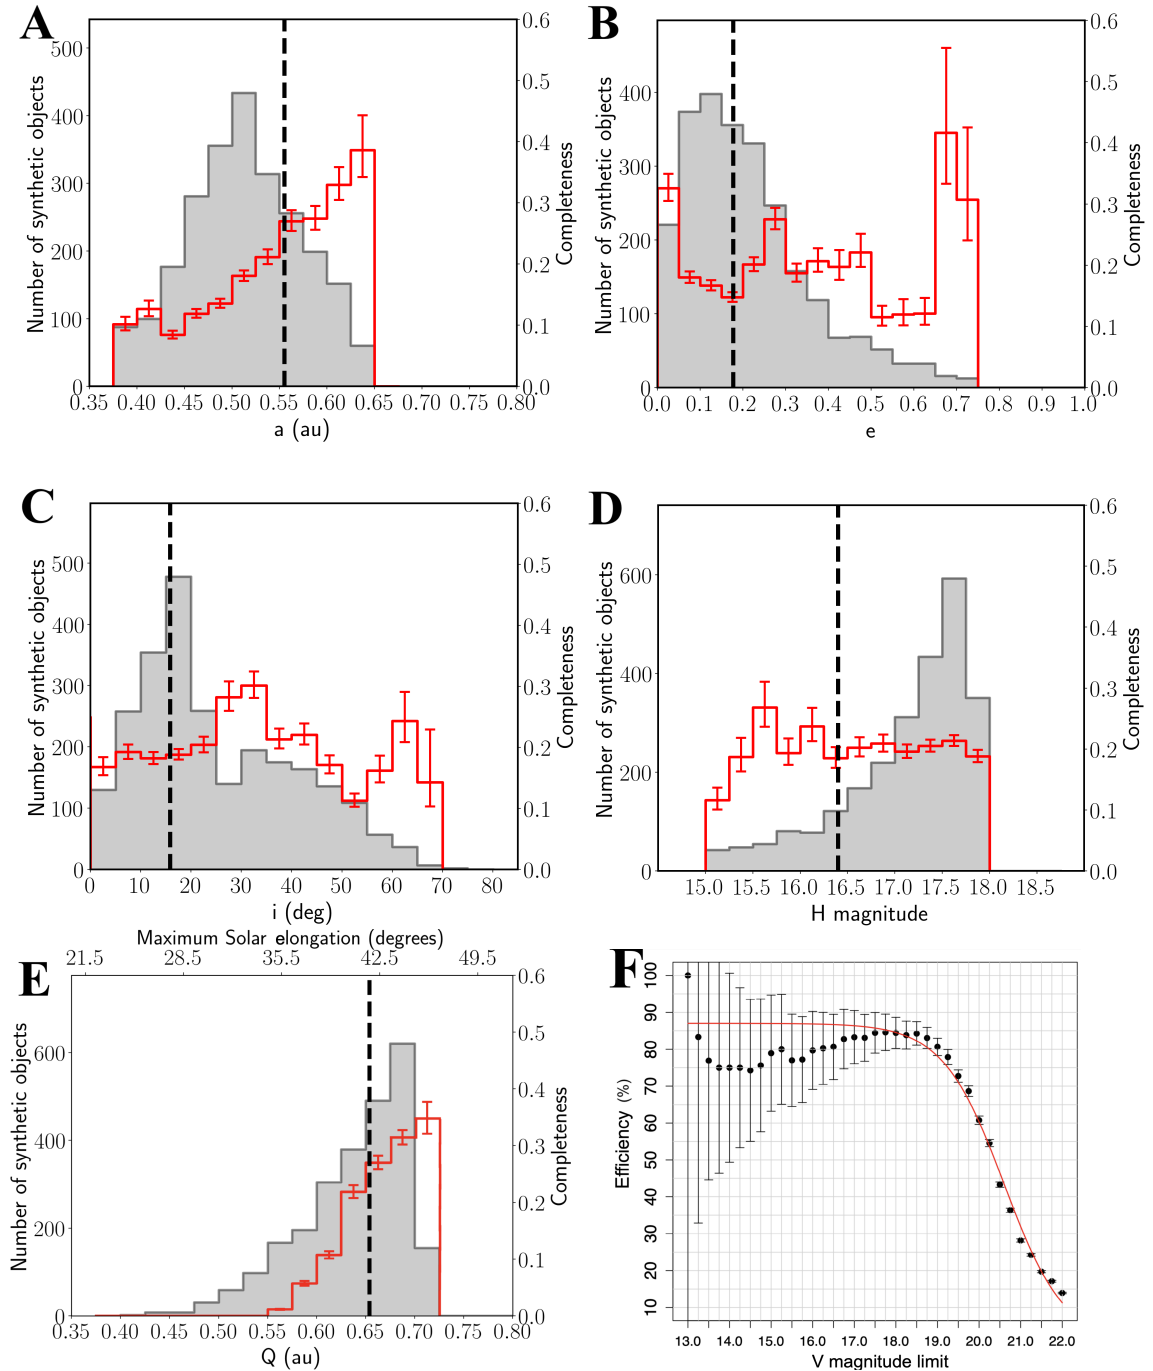 A
Number of synthetic objects
500
400
300
200
100
0
0.6
0.5
0.4
0.3
0.2
0.1
0.0
Completeness
0.35 0.40 0.45 0.50 0.55 0.60 0.65 0.70 0.75 0.80
a (au)
B
Number of synthetic objects
400
300
200
100
0
0.6
0.5
0.4
0.3
0.2
0.1
0.0
Completeness
0.0 0.1 0.2 0.3 0.4 0.5 0.6 0.7 0.8 0.9 1.0
e
C
Number of synthetic objects
500
400
300
200
100
0
0.6
0.5
0.4
0.3
0.2
0.1
0.0
Completeness
0 10 20 30 40 50 60 70 80
i (deg)
D
Number of synthetic objects
600
400
200
0
0.6
0.5
0.4
0.3
0.2
0.1
0.0
Completeness
15.0 15.5 16.0 16.5 17.0 17.5 18.0 18.5
H magnitude
E
Maximum Solar elongation (degrees)
21.5 28.5 35.5 42.5 49.5
Number of synthetic objects
600
400
200
0
0.6
0.5
0.4
0.3
0.2
0.1
0.0
Completeness
0.35 0.40 0.45 0.50 0.55 0.60 0.65 0.70 0.75 0.80
Q (au)
F
Efficiency (%)
100
90
80
70
60
50
40
30
20
10
13.0 14.0 15.0 16.0 17.0 18.0 19.0 20.0 21.0 22.0
V magnitude limit